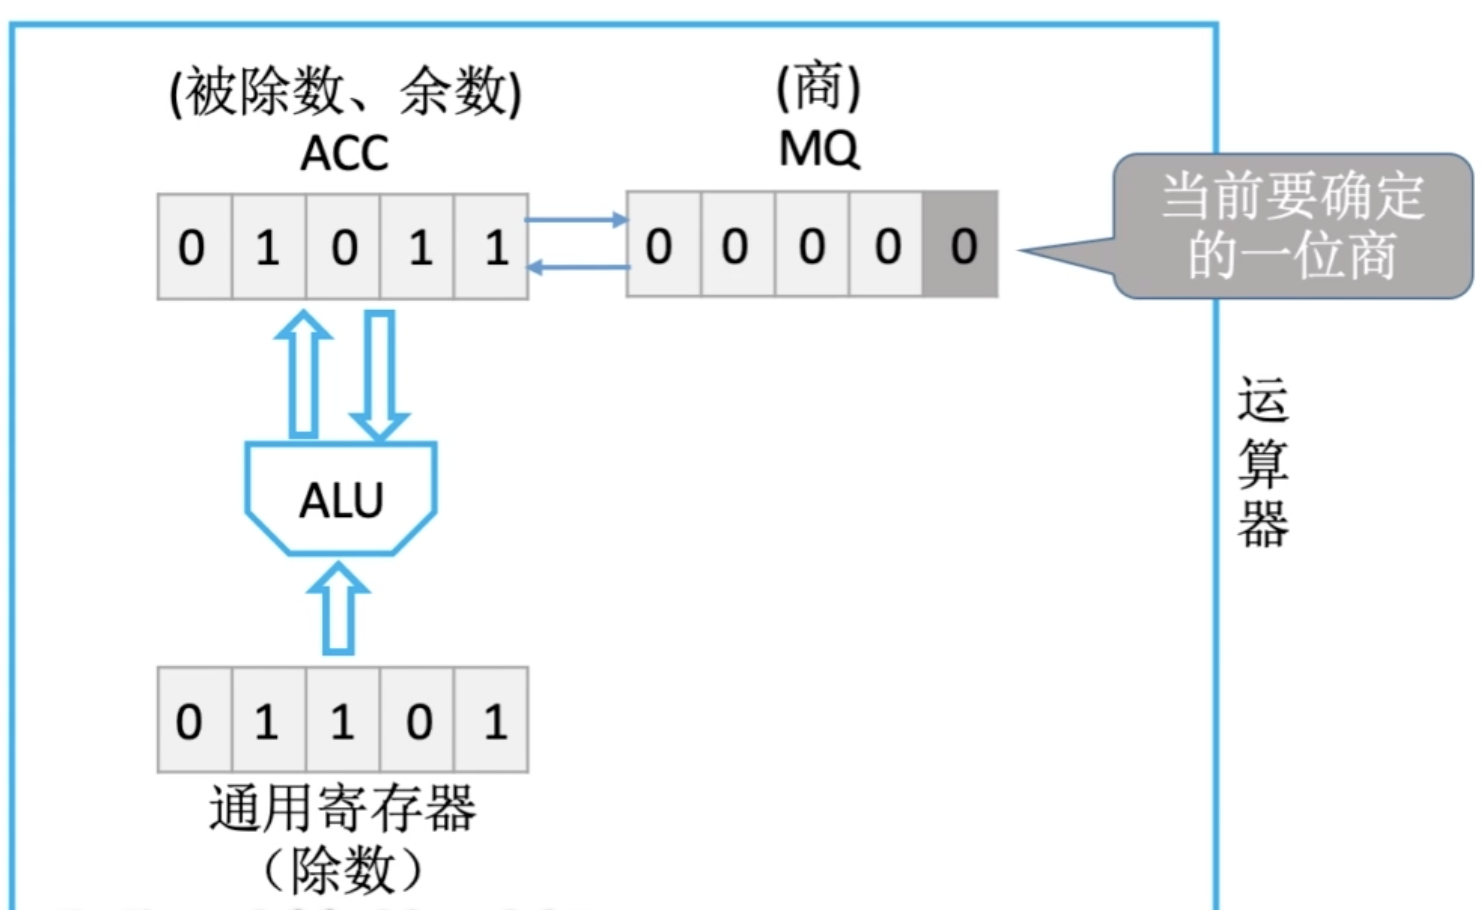 (被除数、余数)
ACC
0 1 0 1 1
(商)
MQ
0 0 0 0 0
当前要确定
的一位商
ALU
0 1 1 0 1
通用寄存器
（除数）
运算器